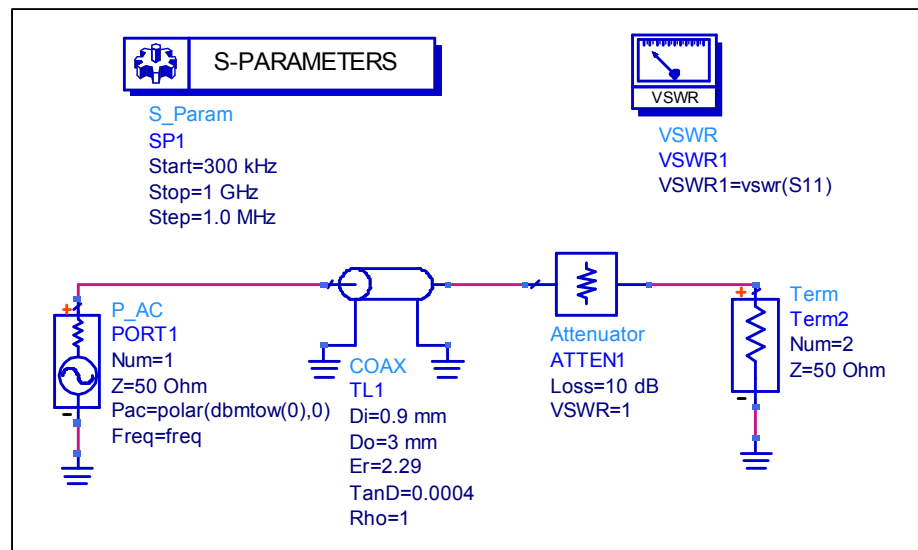 S-PARAMETERS
S_Param
SP1
Start=300 kHz
Stop=1 GHz
Step=1.0 MHz
VSWR
VSWR
VSWR1
VSWR1=vswr(S11)
+
P_AC
PORT1
Num=1
Z=50 Ohm
Pac=polar(dbmtow(0),0)
Freq=freq
-
COAX
TL1
Di=0.9 mm
Do=3 mm
Er=2.29
TanD=0.0004
Rho=1
Attenuator
ATTEN1
Loss=10 dB
VSWR=1
+
Term
Term2
Num=2
Z=50 Ohm
-